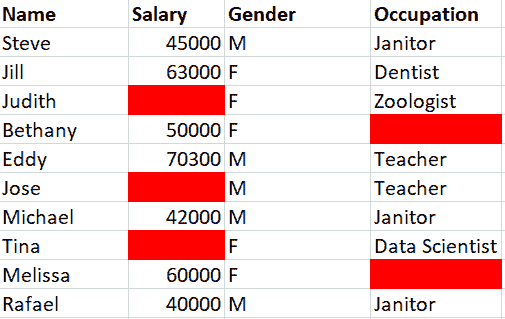 Name Salary Gender Occupation
Steve 45000 M Janitor
Jill 63000 F Dentist
Judith F Zoologist
Bethany 50000 F
Eddy 70300 M Teacher
Jose M Teacher
Michael 42000 M Janitor
Tina F Data Scientist
Melissa 60000 F
Rafael 40000 M Janitor